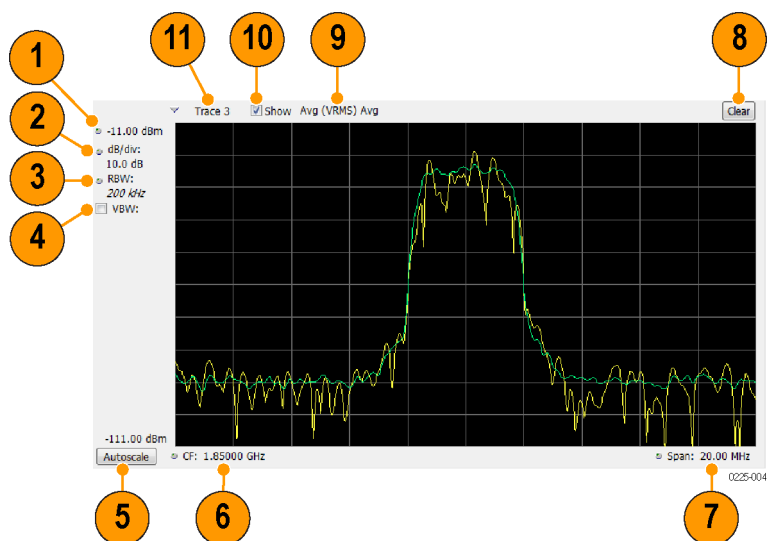 11
10
9
8
1
Trace 3
Show
Avg (VRMS) Avg
Clear
2
-11.00 dBm
dB/div:
10.0 dB
3
RBW:
200 kHz
4
VBW:
-111.00 dBm
Autoscale
CF: 1.85000 GHz
Span: 20.00 MHz
0225-004
5
6
7